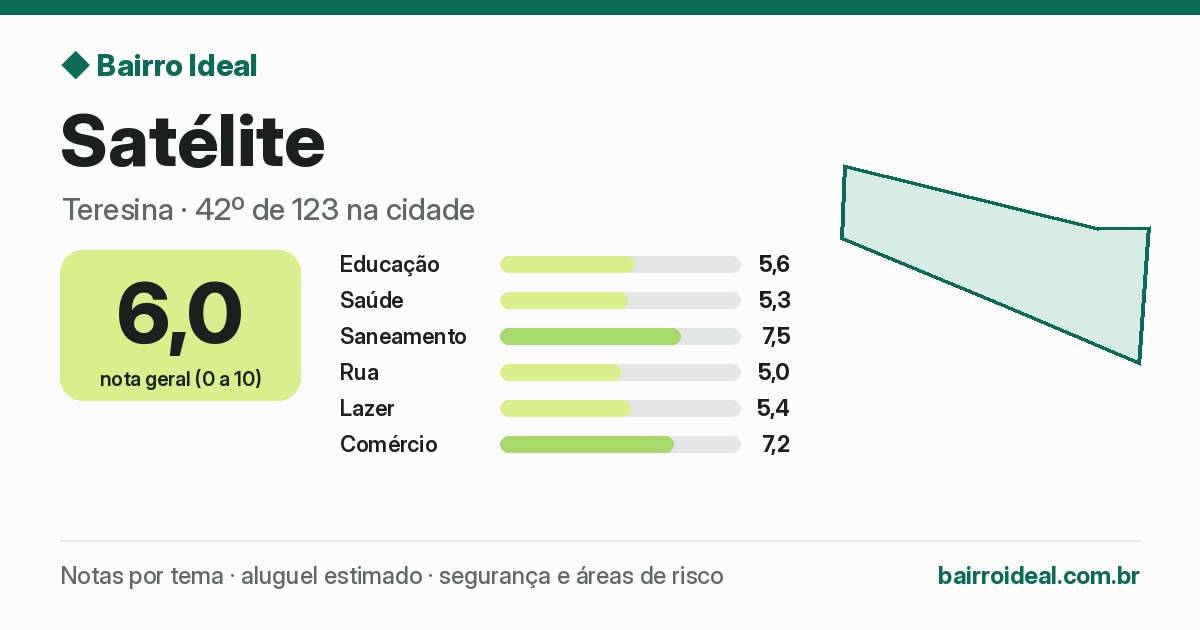 Bairro Ideal
Satélite
Teresina · 42º de 123 na cidade
6,0
nota geral (0 a 10)
Educação 5,6
Saúde 5,3
Saneamento 7,5
Rua 5,0
Lazer 5,4
Comércio 7,2
Notas por tema · aluguel estimado · segurança e áreas de risco
bairroideal.com.br